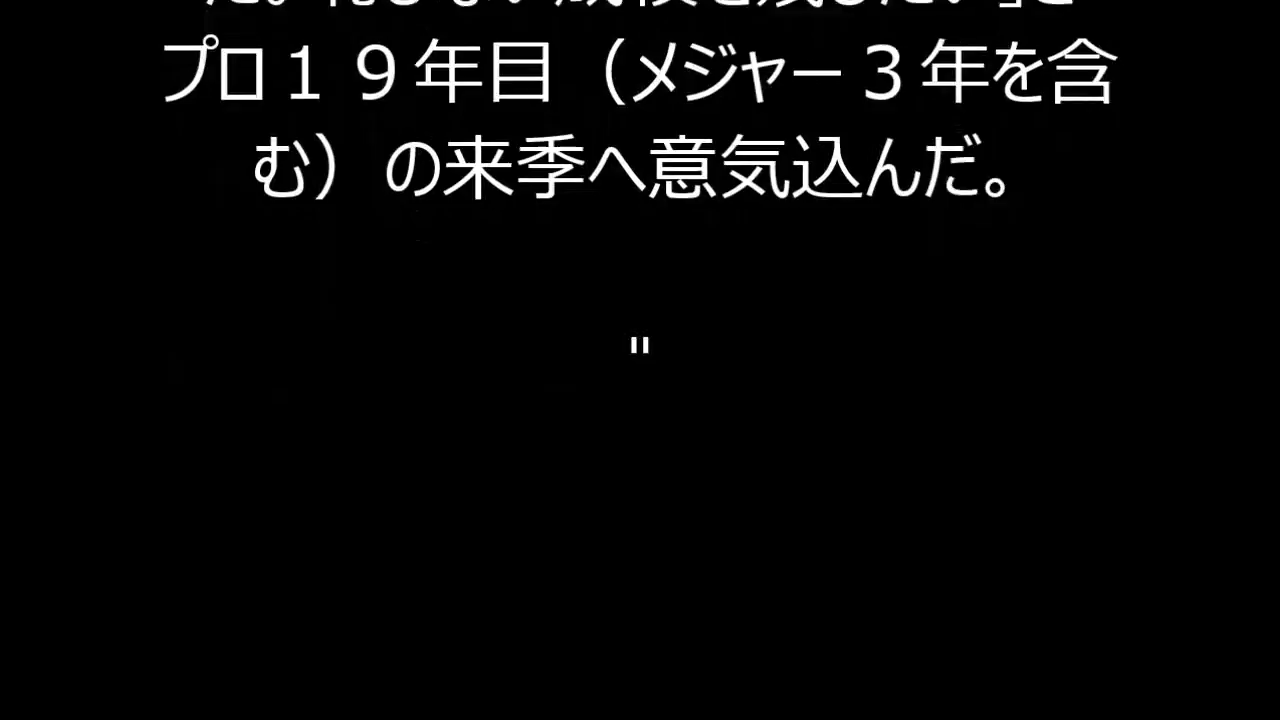 プロ１９年目（メジャー３年を含
む）の来季へ意気込んだ。
"